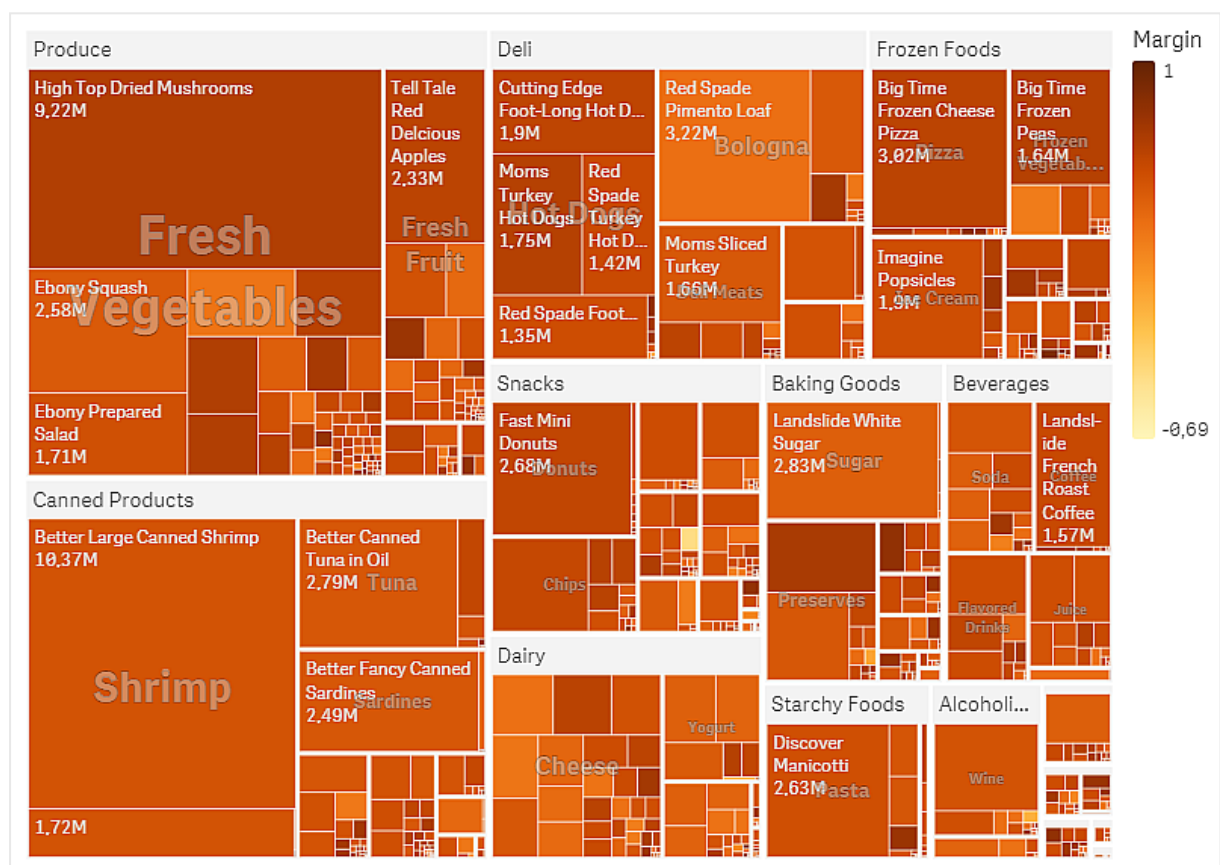 Produce
High Top Dried Mushrooms
9,22M
Fresh
Vegetables
Ebony Squash
2,58M
Ebony Prepared
Salad
1,71M
Tell Tale
Red
Delcious
Apples
2,33M
Fresh
Fruit
Canned Products
Better Large Canned Shrimp
10,37M
Shrimp
1,72M
Better Canned
Tuna in Oil
2,79M
Tuna
Better Fancy Canned
Sardines
2,49M
Sardines
Deli
Cutting Edge
Foot-Long Hot D...
1,9M
Moms
Turkey
Hot Dogs
1,75M
Red
Spade
Turkey
Hot D...
1,42M
Hot Dogs
Red Spade Foot...
1,35M
Red Spade
Pimento Loaf
3,22M
Bologna
Moms Sliced
Turkey
1,66M
Deli Meats
Frozen Foods
Big Time
Frozen Cheese
Pizza
3,02M
Pizza
Big Time
Frozen
Peas
1,64M
Frozen
Vegetab...
Imagine
Popsicles
1,9M
Ice Cream
Snacks
Fast Mini
Donuts
2,68M
Donuts
Chips
Dairy
Cheese
Yogurt
Baking Goods
Landslide White
Sugar
2,83M
Sugar
Preserves
Beverages
Soda
Landsl-
ide
French
Roast
Coffee
1,57M
Coffee
Flavored
Drinks
Juice
Starchy Foods
Discover
Manicotti
2,63M
Pasta
Alcoholi...
Wine
Margin
1
-0,69